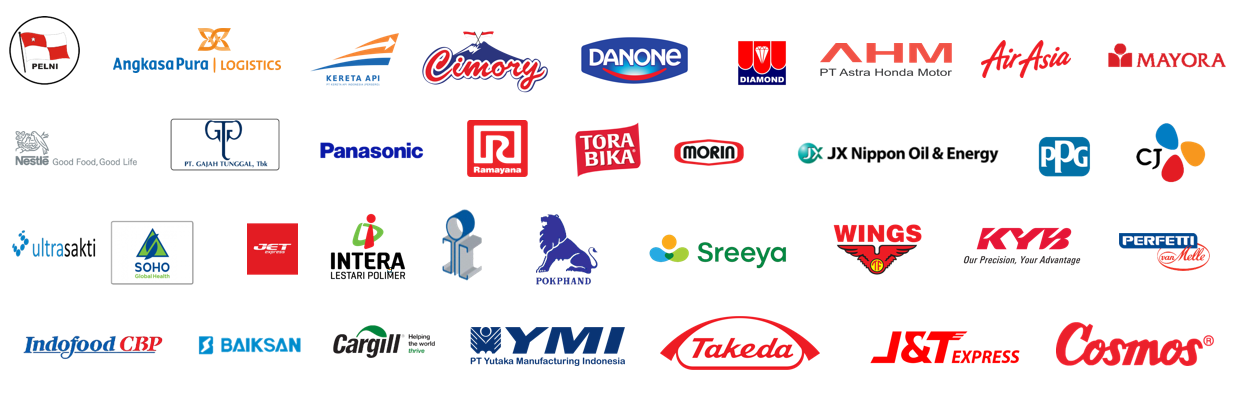 PELNI
AngkasaPura | LOGISTICS
KERETA API
Cimory
DANONE
DIAMOND
AHM
PT Astra Honda Motor
AirAsia
MAYORA
Nestlé Good Food, Good Life
PT. GAJAH TUNGGAL, Tbk
Panasonic
Ramayana
TORA
BIKA
MORIN
JX JX Nippon Oil & Energy
PPG
CJ
ultrasakti
SOHO
Global Health
JET
express
INTERA
LESTARI POLIMER
POKPHAND
Sreeya
WINGS
KYB
Our Precision, Your Advantage
PERFETTI
van Melle
Indofood CBP
BAIKSAN
Cargill®
Helping
the world
thrive
YMI
PT Yutaka Manufacturing Indonesia
Takeda
J&T EXPRESS
Cosmos®